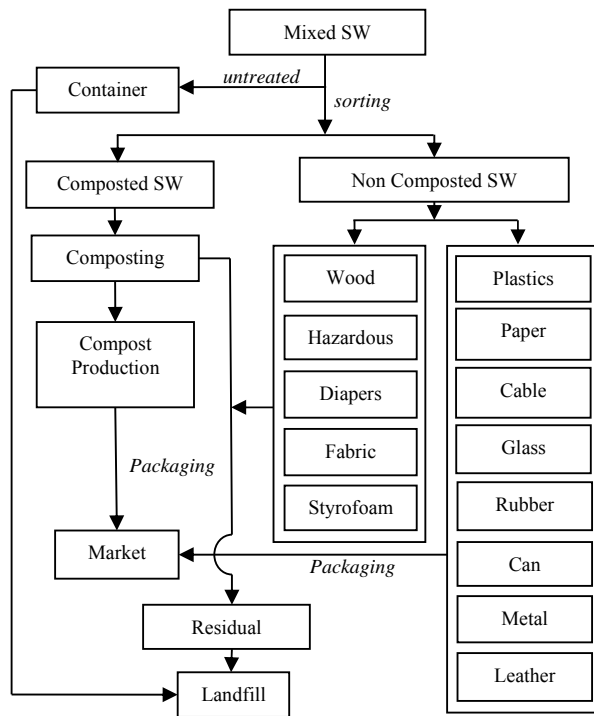 Mixed SW
untreated
Container
sorting
Composted SW
Non Composted SW
Composting
Compost
Production
Packaging
Market
Wood
Hazardous
Diapers
Fabric
Styrofoam
Plastics
Paper
Cable
Glass
Rubber
Can
Metal
Leather
Packaging
Residual
Landfill